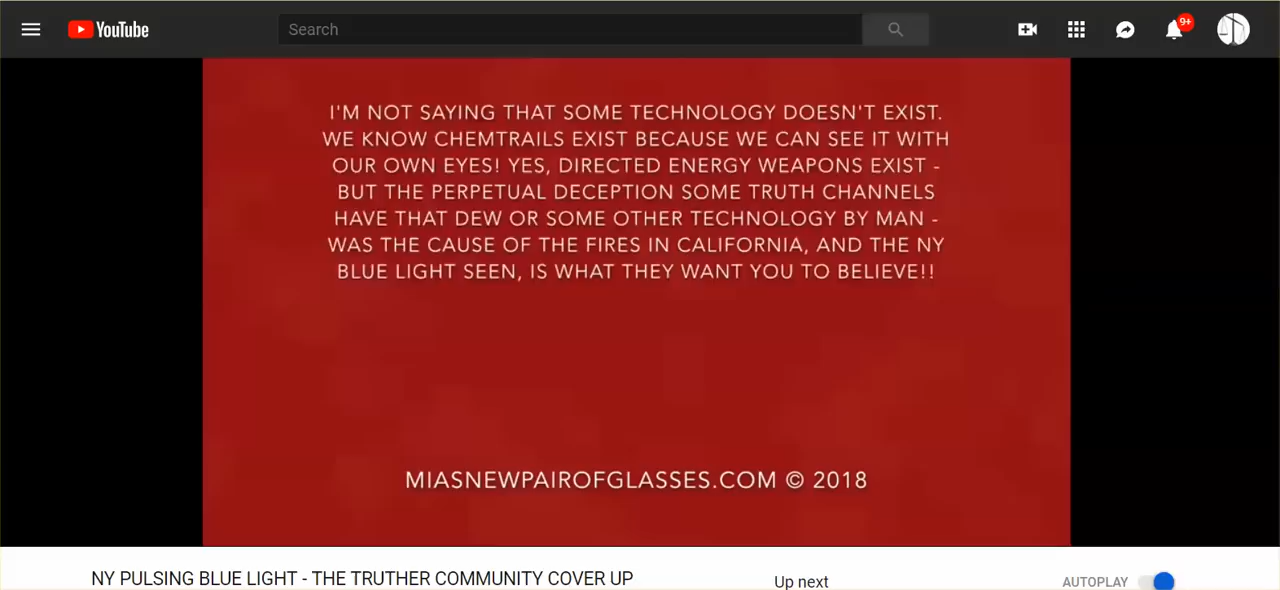 YouTube
Search
9+
I'M NOT SAYING THAT SOME TECHNOLOGY DOESN'T EXIST.
WE KNOW CHEMTRAILS EXIST BECAUSE WE CAN SEE IT WITH
OUR OWN EYES! YES, DIRECTED ENERGY WEAPONS EXIST -
BUT THE PERPETUAL DECEPTION SOME TRUTH CHANNELS
HAVE THAT DEW OR SOME OTHER TECHNOLOGY BY MAN -
WAS THE CAUSE OF THE FIRES IN CALIFORNIA, AND THE NY
BLUE LIGHT SEEN, IS WHAT THEY WANT YOU TO BELIEVE!!
MIASNEWPAIROFGLASSES.COM © 2018
NY PULSING BLUE LIGHT - THE TRUTHER COMMUNITY COVER UP
Up next
AUTOPLAY